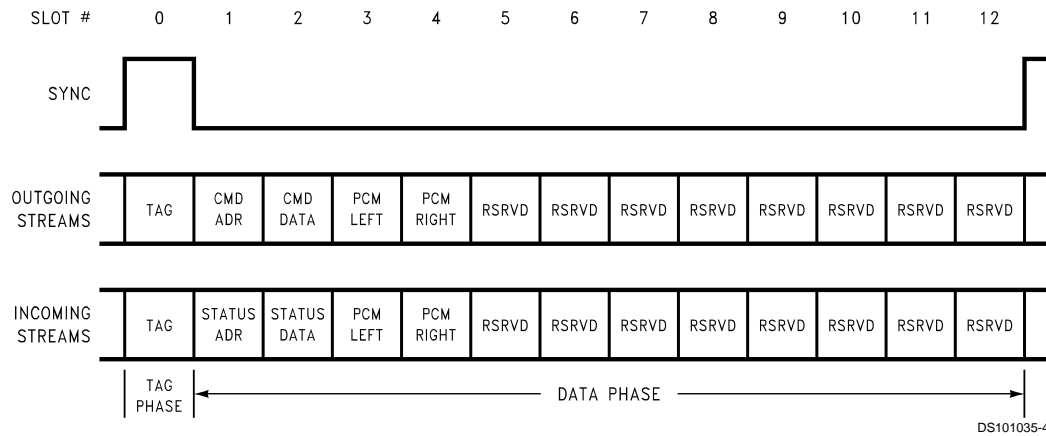 SLOT # 0 1 2 3 4 5 6 7 8 9 10 11 12
SYNC
OUTGOING
STREAMS
TAG
CMD
ADR
CMD
DATA
PCM
LEFT
PCM
RIGHT
RSRVD RSRVD RSRVD RSRVD RSRVD RSRVD RSRVD RSRVD
INCOMING
STREAMS
TAG
STATUS
ADR
STATUS
DATA
PCM
LEFT
PCM
RIGHT
RSRVD RSRVD RSRVD RSRVD RSRVD RSRVD RSRVD RSRVD
TAG
PHASE
DATA PHASE
DS101035-4